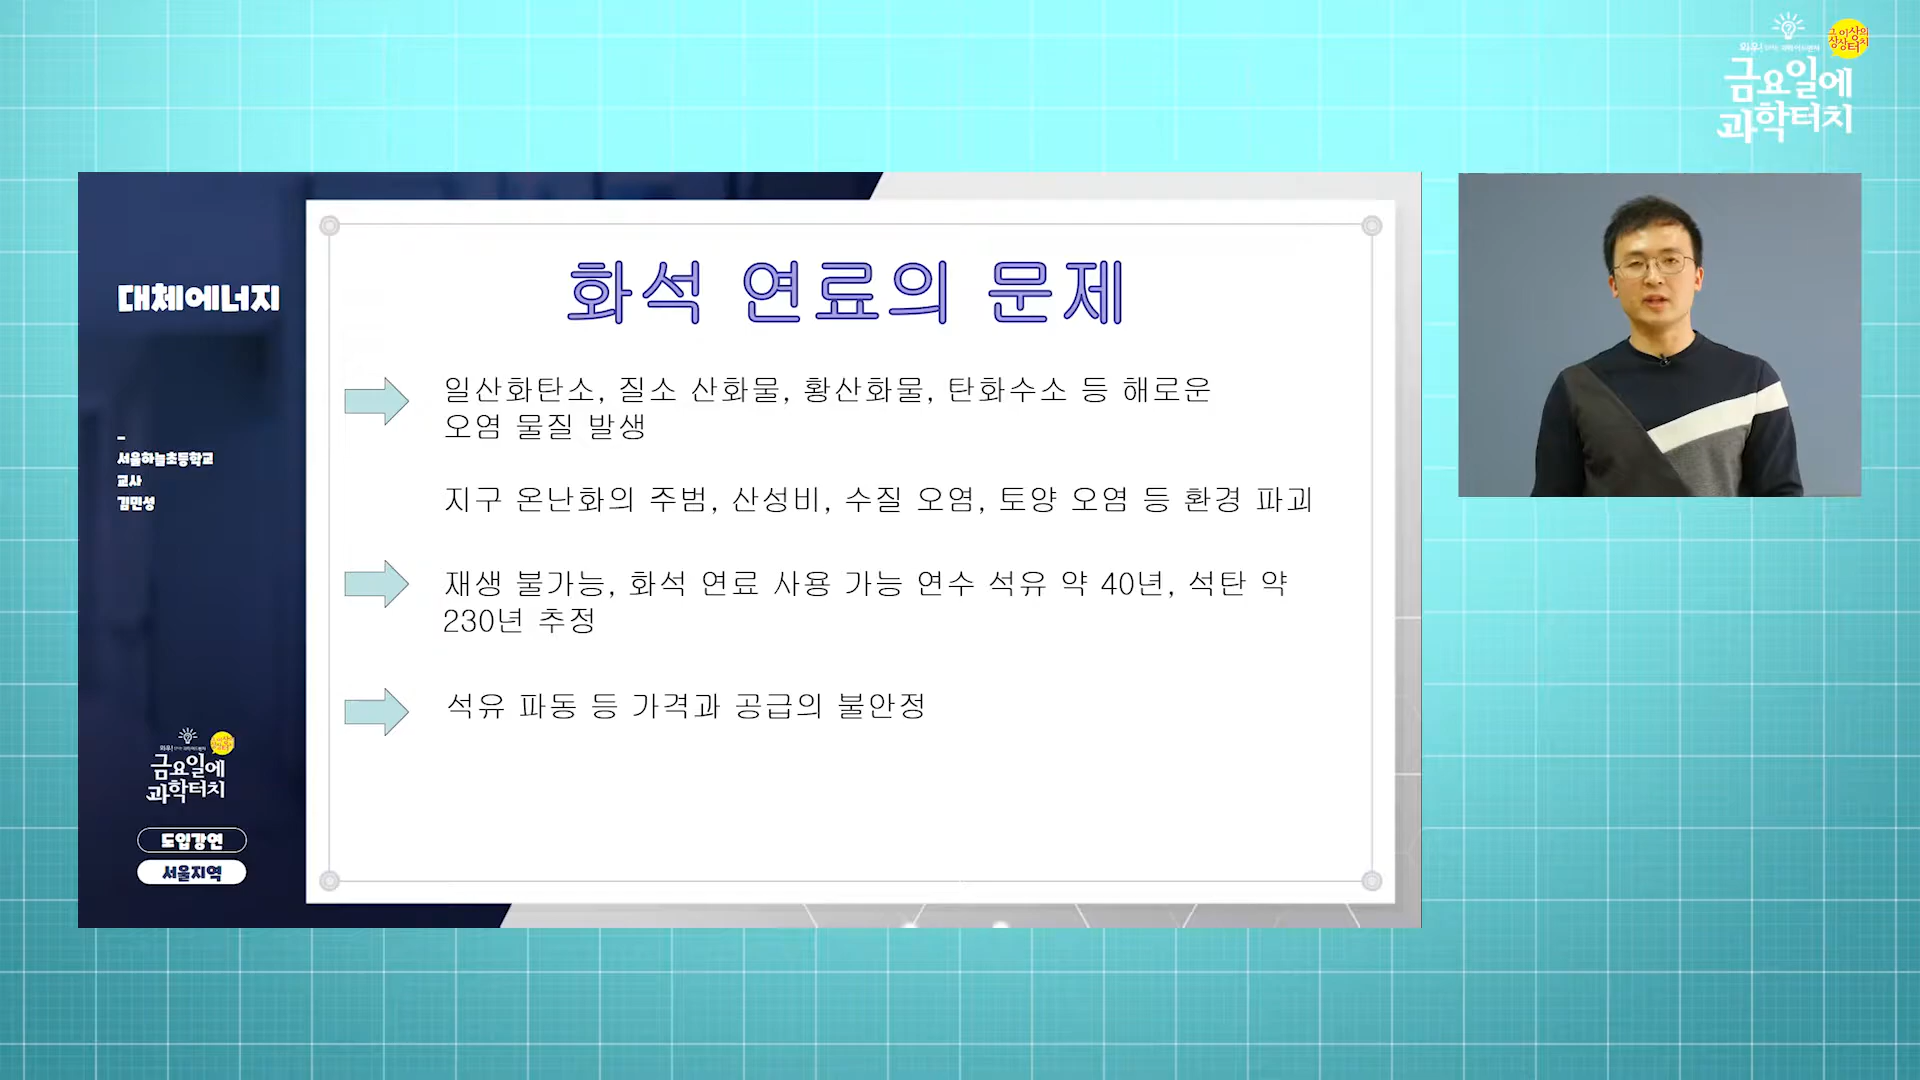 와우!
금요일에
과학터치
대체에너지
서울하늘초등학교
교사
김민성
화석 연료의 문제
일산화탄소, 질소 산화물, 황산화물, 탄화수소 등 해로운
오염 물질 발생
지구 온난화의 주범, 산성비, 수질 오염, 토양 오염 등 환경 파괴
재생 불가능, 화석 연료 사용 가능 연수 석유 약 40년, 석탄 약
230년 추정
석유 파동 등 가격과 공급의 불안정
금요일에
과학터치
도입강연
서울지역